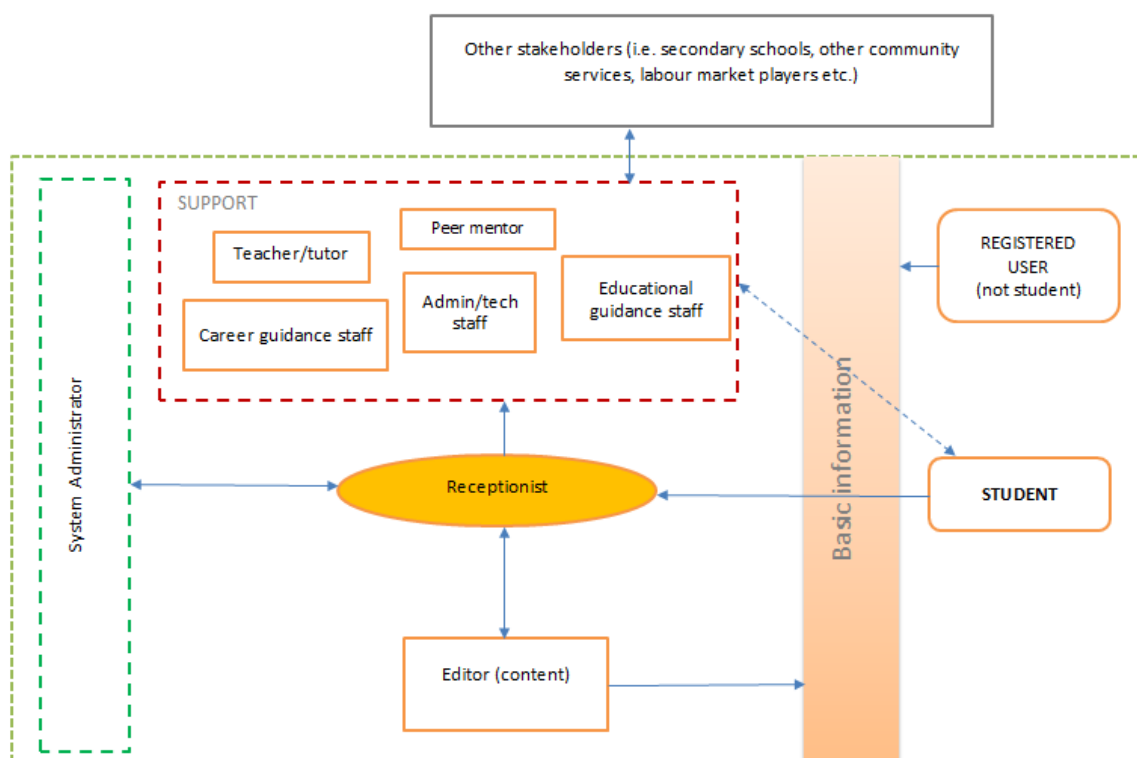 Other stakeholders (i.e. secondary schools, other community
services, labour market players etc.)
SUPPORT
Peer mentor
Teacher/tutor
Educational
guidance staff
Admin/tech
staff
Career guidance staff
REGISTERED
USER
(not student)
System Administrator
Basic information
Receptionist
STUDENT
Editor (content)